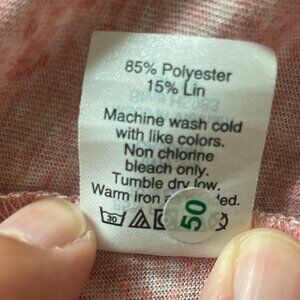 85% Polyester
15% Lin
Machine wash cold
with like colors.
Non chlorine
bleach only.
Tumble dry low.
Warm iron
30
50